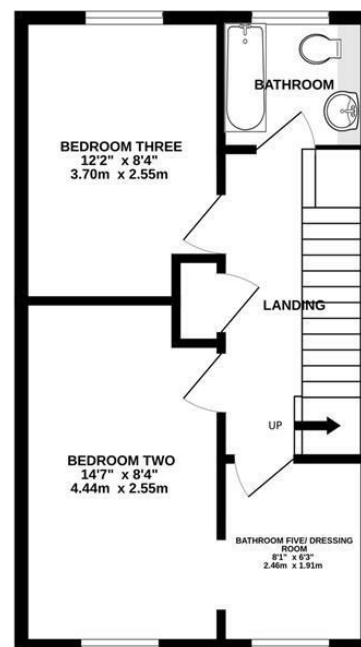 BATHROOM
BEDROOM THREE
12'2" x 8'4"
3.70m x 2.55m
LANDING
UP
BEDROOM TWO
14'7" x 8'4"
4.44m x 2.55m
BATHROOM FIVE/ DRESSING
ROOM
8'1" x 6'3"
2.46m x 1.91m